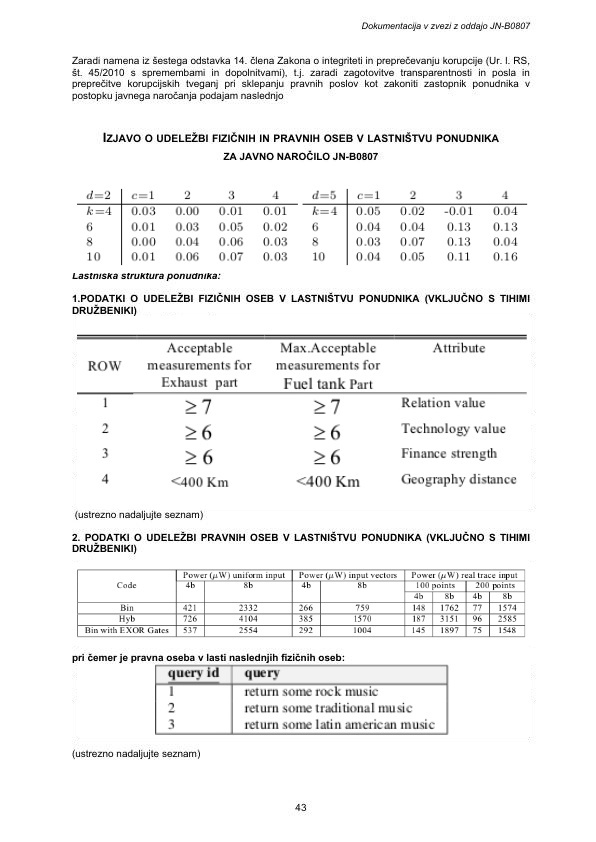 Dokumentacija v zvezi z oddajo JN-B0807
Zaradi namena iz šestega odstavka 14. člena Zakona o integriteti in preprečevanju korupcije (Ur. l. RS,
št. 45/2010 s spremembami in dopolnitvami), t.j. zaradi zagotovitve transparentnosti in posla in
preprečitve korupcijskih tveganj pri sklepanju pravnih poslov kot zakoniti zastopnik ponudnika v
postopku javnega naročanja podajam naslednjo
IZJAVO O UDELEŽBI FIZIČNIH IN PRAVNIH OSEB V LASTNIŠTVU PONUDNIKA
ZA JAVNO NAROČILO JN-B0807
d=2 c=1 2 3 4 d=5 c=1 2 3 4
k=4 0.03 0.00 0.01 0.01 k=4 0.05 0.02 -0.01 0.04
6 0.01 0.03 0.05 0.02 6 0.04 0.04 0.13 0.13
8 0.00 0.04 0.06 0.03 8 0.03 0.07 0.13 0.04
10 0.01 0.06 0.07 0.03 10 0.04 0.05 0.11 0.16
Lastniška struktura ponudnika:
1.PODATKI O UDELEŽBI FIZIČNIH OSEB V LASTNIŠTVU PONUDNIKA (VKLJUČNO S TIHIMI
DRUŽBENIKI)
ROW Acceptable measurements for Exhaust part Max.Acceptable measurements for Fuel tank Part Attribute
1 ≥ 7 ≥ 7 Relation value
2 ≥ 6 ≥ 6 Technology value
3 ≥ 6 ≥ 6 Finance strength
4 <400 Km <400 Km Geography distance
(ustrezno nadaljujte seznam)
2. PODATKI O UDELEŽBI PRAVNIH OSEB V LASTNIŠTVU PONUDNIKA (VKLJUČNO S TIHIMI
DRUŽBENIKI)
Code Power (μW) uniform input Power (μW) input vectors Power (μW) real trace input
4b 8b 4b 8b 100 points 200 points
4b 8b 4b 8b
Bin 421 2332 266 759 148 1762 77 1574
Hyb 726 4104 385 1570 187 3151 96 2585
Bin with EXOR Gates 537 2554 292 1004 145 1897 75 1548
pri čemer je pravna oseba v lasti naslednjih fizičnih oseb:
query id query
1 return some rock music
2 return some traditional music
3 return some latin american music
(ustrezno nadaljujte seznam)
43